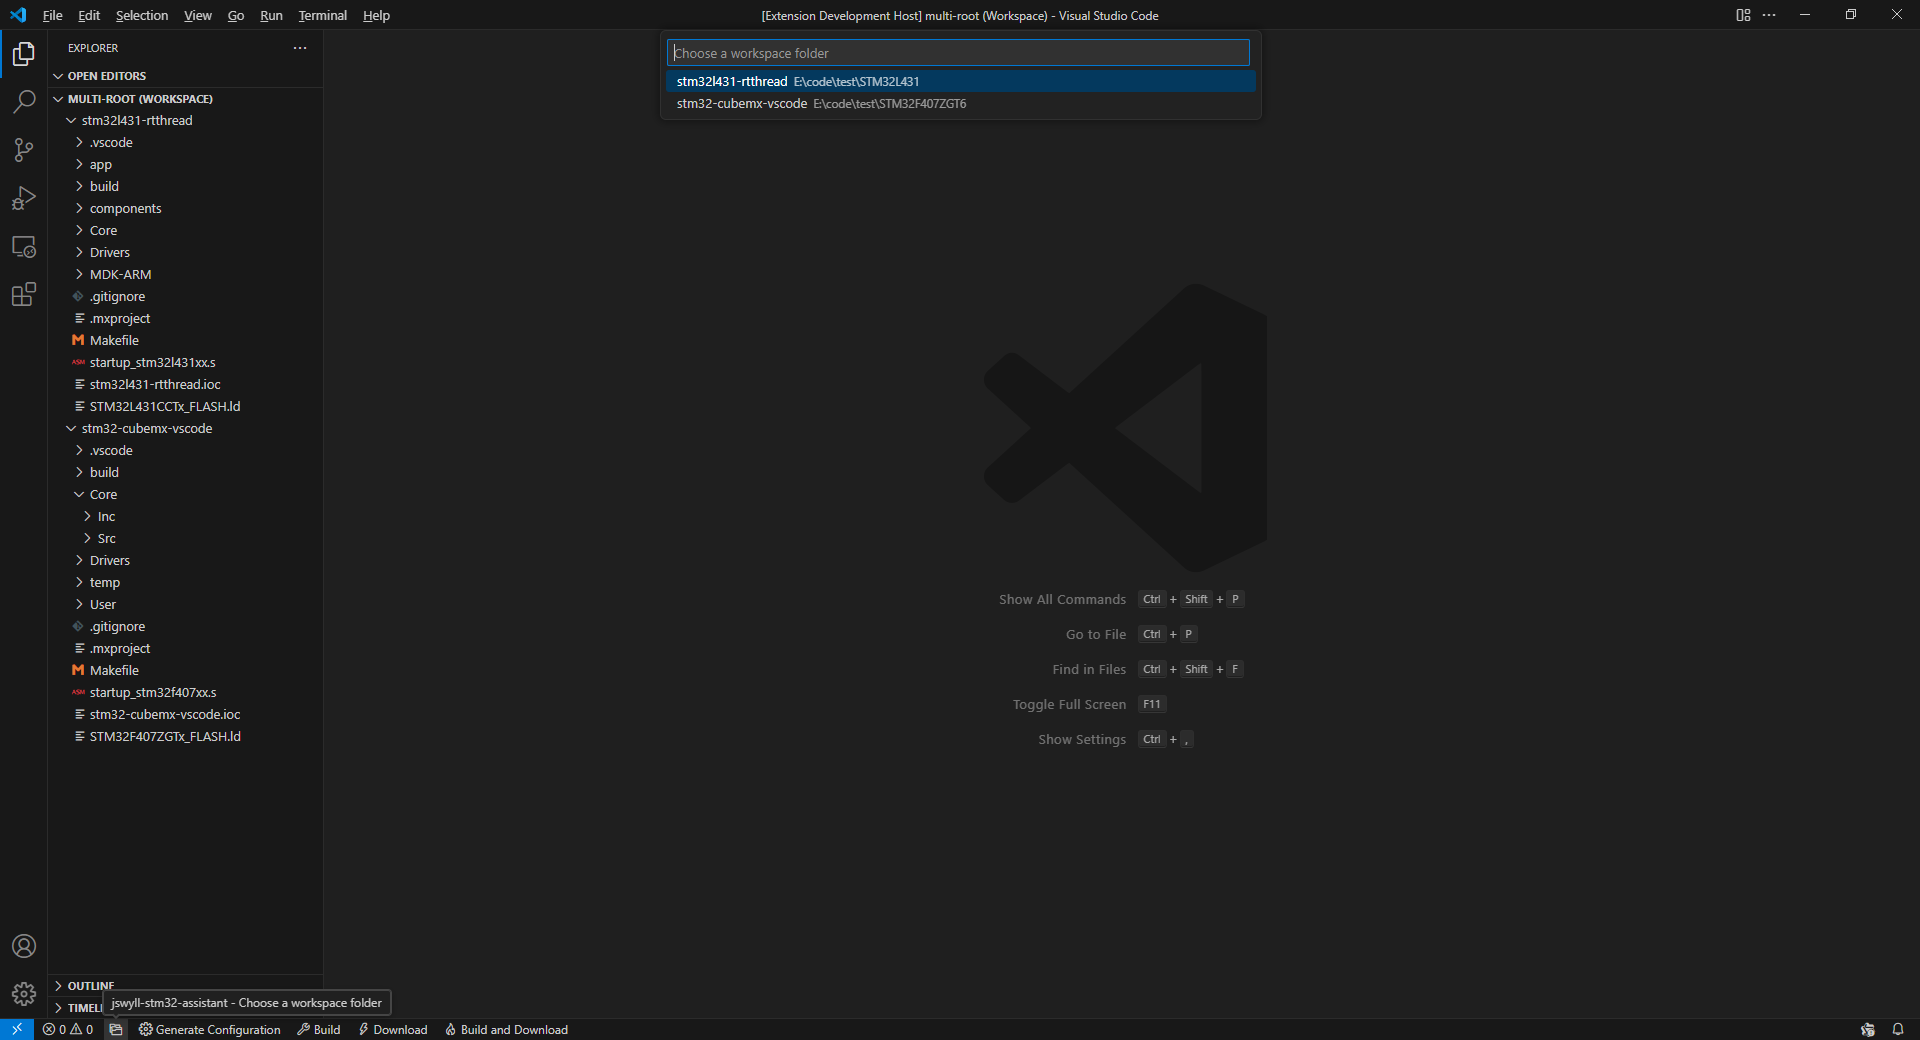 File Edit Selection View Go Run Terminal Help
[Extension Development Host] multi-root (Workspace) - Visual Studio Code
EXPLORER
OPEN EDITORS
MULTI-ROOT (WORKSPACE)
stm32l431-rtthread
.vscode
app
build
components
Core
Drivers
MDK-ARM
.gitignore
.mxproject
M Makefile
ASM startup_stm32l431xx.s
stm32l431-rtthread.ioc
STM32L431CCTx_FLASH.ld
stm32-cubemx-vscode
.vscode
build
Core
Inc
Src
Drivers
temp
User
.gitignore
.mxproject
M Makefile
ASM startup_stm32f407xx.s
stm32-cubemx-vscode.ioc
STM32F407ZGTx_FLASH.ld
Choose a workspace folder
stm32l431-rtthread E:\code\test\STM32L431
stm32-cubemx-vscode E:\code\test\STM32F407ZGT6
Show All Commands Ctrl + Shift + P
Go to File Ctrl + P
Find in Files Ctrl + Shift + F
Toggle Full Screen F11
Show Settings Ctrl + ,
OUTLINE
TIMELI
jswyll-stm32-assistant - Choose a workspace folder
0 0 Generate Configuration Build Download Build and Download